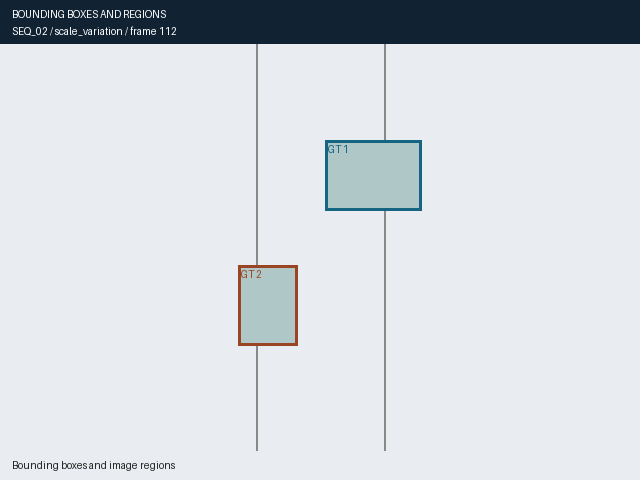 BOUNDING BOXES AND REGIONS
SEQ_02 / scale_variation / frame 112
GT1
GT2
Bounding boxes and image regions